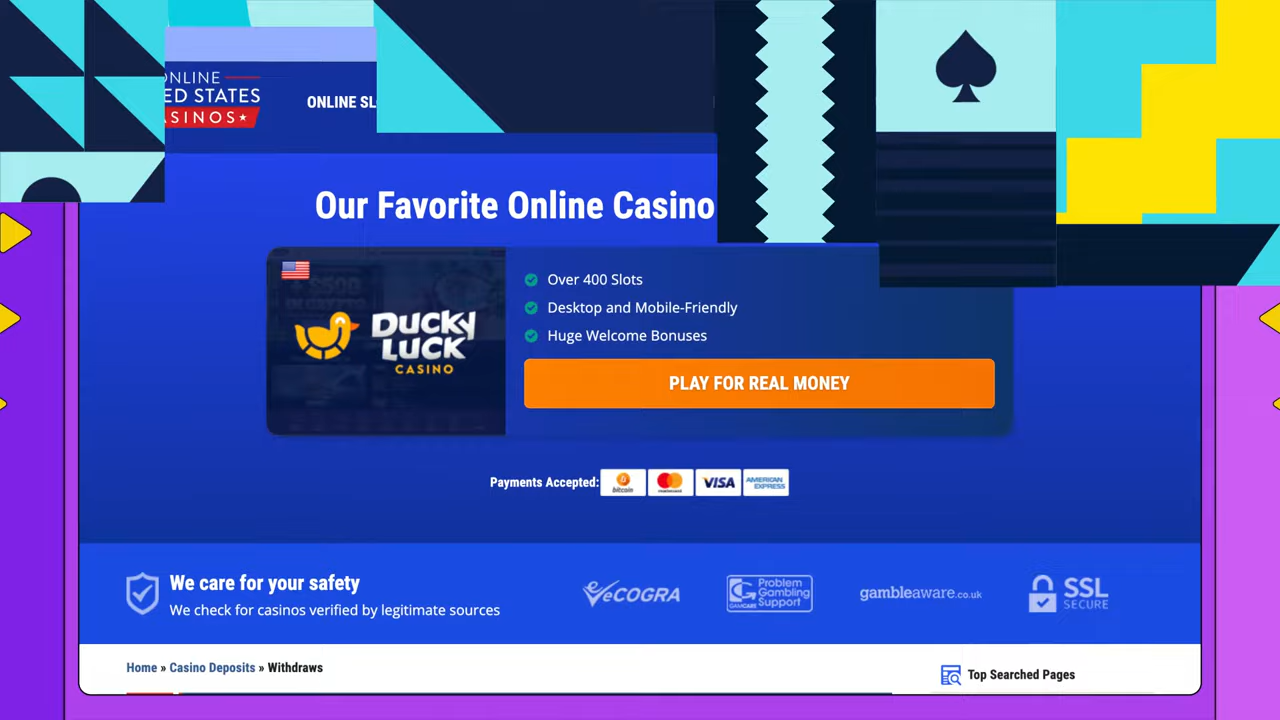 ONLINE
ED STATES
ASINOS
ONLINE SL
Our Favorite Online Casino
Over 400 Slots
Desktop and Mobile-Friendly
Huge Welcome Bonuses
DUCKY
LUCK
CASINO
PLAY FOR REAL MONEY
Payments Accepted:
bitcoin
mastercard
VISA
AMERICAN
EXPRESS
We care for your safety
We check for casinos verified by legitimate sources
eCOGRA
Problem
Gambling
Support
GAMCARE
gambleaware.co.uk
SSL
SECURE
Home » Casino Deposits » Withdraws
Top Searched Pages